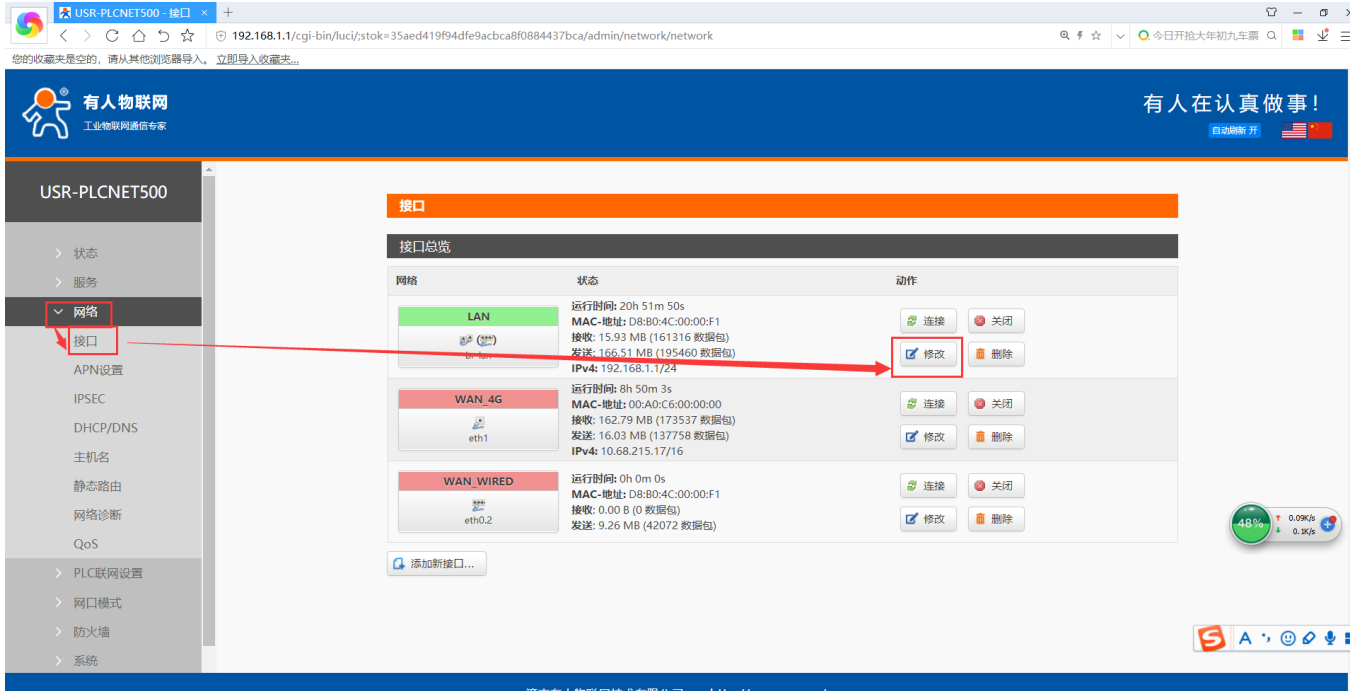 USR-PLCNET500 - 接口
192.168.1.1/cgi-bin/luci/;stok=35aed419f94dfe9acbca8f0884437bca/admin/network/network
今日开抢大年初九车票
您的收藏夹是空的，请从其他浏览器导入。 立即导入收藏夹...
有人物联网
工业物联网通信专家
有人在认真做事！
自动刷新 开
USR-PLCNET500
状态
服务
网络
接口
APN设置
IPSEC
DHCP/DNS
主机名
静态路由
网络诊断
QoS
PLC联网设置
网口模式
防火墙
系统
接口
接口总览
网络 状态 动作
LAN
br-lan
运行时间: 20h 51m 50s
MAC-地址: D8:B0:4C:00:00:F1
接收: 15.93 MB (161316 数据包)
发送: 166.51 MB (195460 数据包)
IPv4: 192.168.1.1/24
连接 关闭
修改 删除
WAN_4G
eth1
运行时间: 8h 50m 3s
MAC-地址: 00:A0:C6:00:00:00
接收: 162.79 MB (173537 数据包)
发送: 16.03 MB (137758 数据包)
IPv4: 10.68.215.17/16
连接 关闭
修改 删除
WAN_WIRED
eth0.2
运行时间: 0h 0m 0s
MAC-地址: D8:B0:4C:00:00:F1
接收: 0.00 B (0 数据包)
发送: 9.26 MB (42072 数据包)
连接 关闭
修改 删除
添加新接口...
48%
0.09K/s
0.1K/s